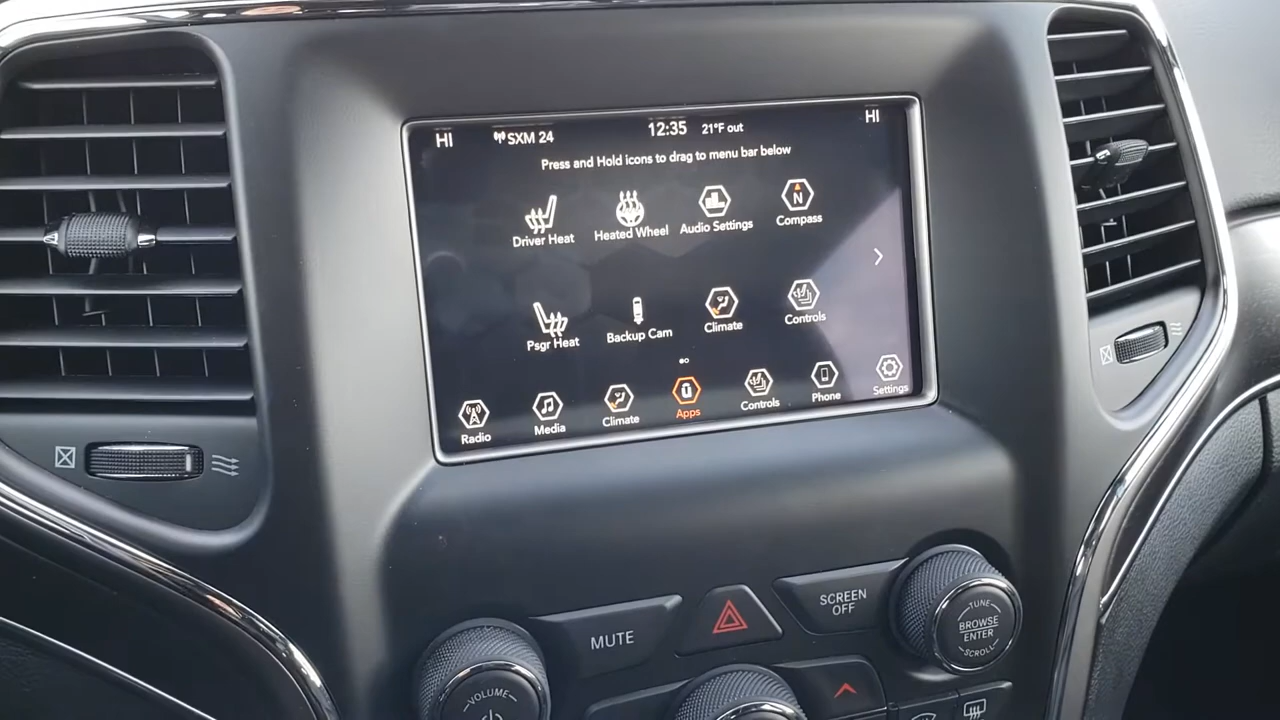 HI SXM 24 12:35 21°F out HI
Press and Hold icons to drag to menu bar below
Driver Heat Heated Wheel Audio Settings N Compass
Psgr Heat Backup Cam Climate Controls
Radio Media Climate Apps Controls Phone Settings
MUTE
SCREEN
OFF
TUNE
BROWSE
ENTER
SCROLL
VOLUME